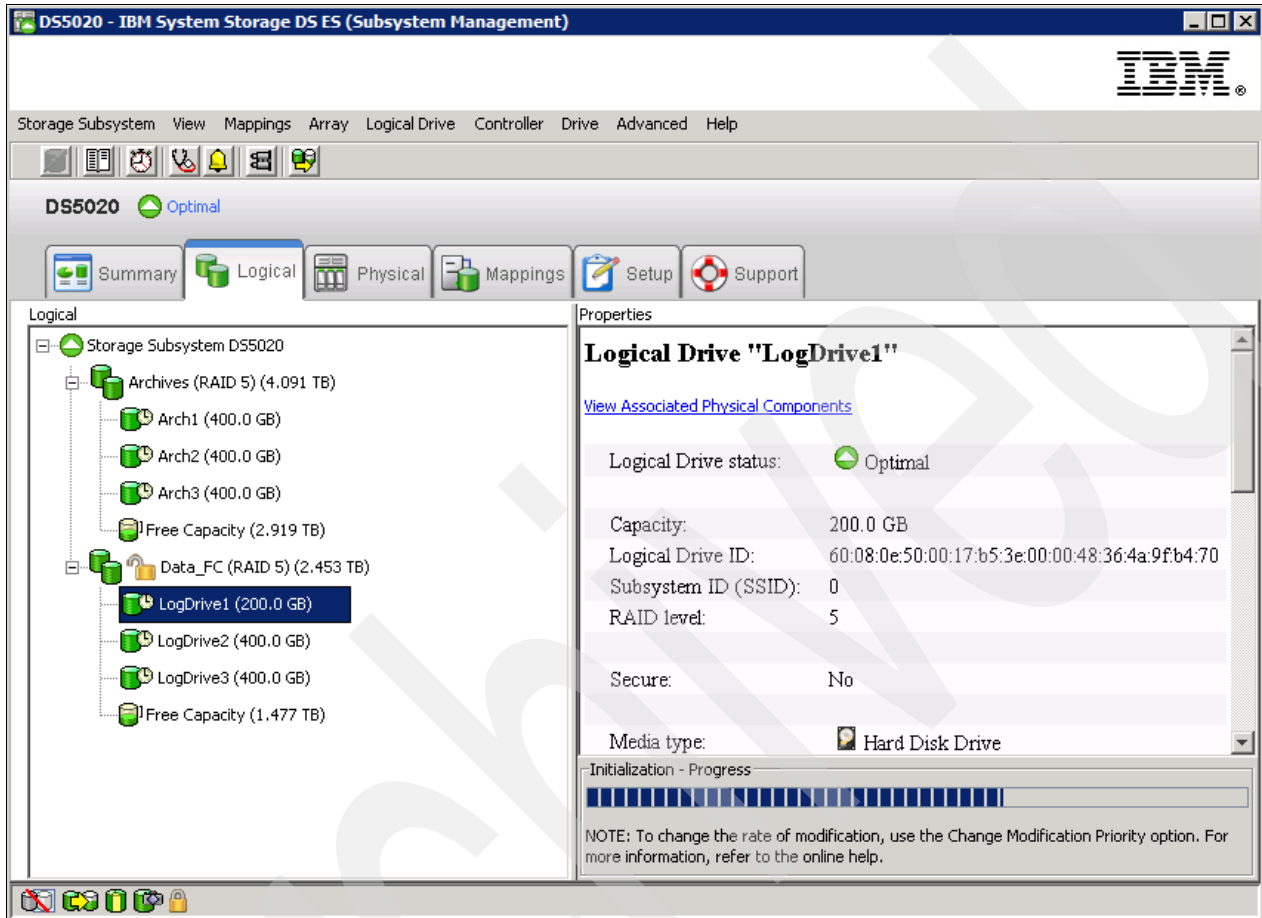 DS5020 - IBM System Storage DS ES (Subsystem Management)
IBM®
Storage Subsystem View Mappings Array Logical Drive Controller Drive Advanced Help
DS5020 Optimal
Summary Logical Physical Mappings Setup Support
Logical
Storage Subsystem DS5020
Archives (RAID 5) (4.091 TB)
Arch1 (400.0 GB)
Arch2 (400.0 GB)
Arch3 (400.0 GB)
Free Capacity (2.919 TB)
Data_FC (RAID 5) (2.453 TB)
LogDrive1 (200.0 GB)
LogDrive2 (400.0 GB)
LogDrive3 (400.0 GB)
Free Capacity (1.477 TB)
Properties
Logical Drive "LogDrive1"
View Associated Physical Components
Logical Drive status: Optimal
Capacity: 200.0 GB
Logical Drive ID: 60:08:0e:50:00:17:b5:3e:00:00:48:36:4a:9f:b4:70
Subsystem ID (SSID): 0
RAID level: 5
Secure: No
Media type: Hard Disk Drive
Initialization - Progress
NOTE: To change the rate of modification, use the Change Modification Priority option. For
more information, refer to the online help.